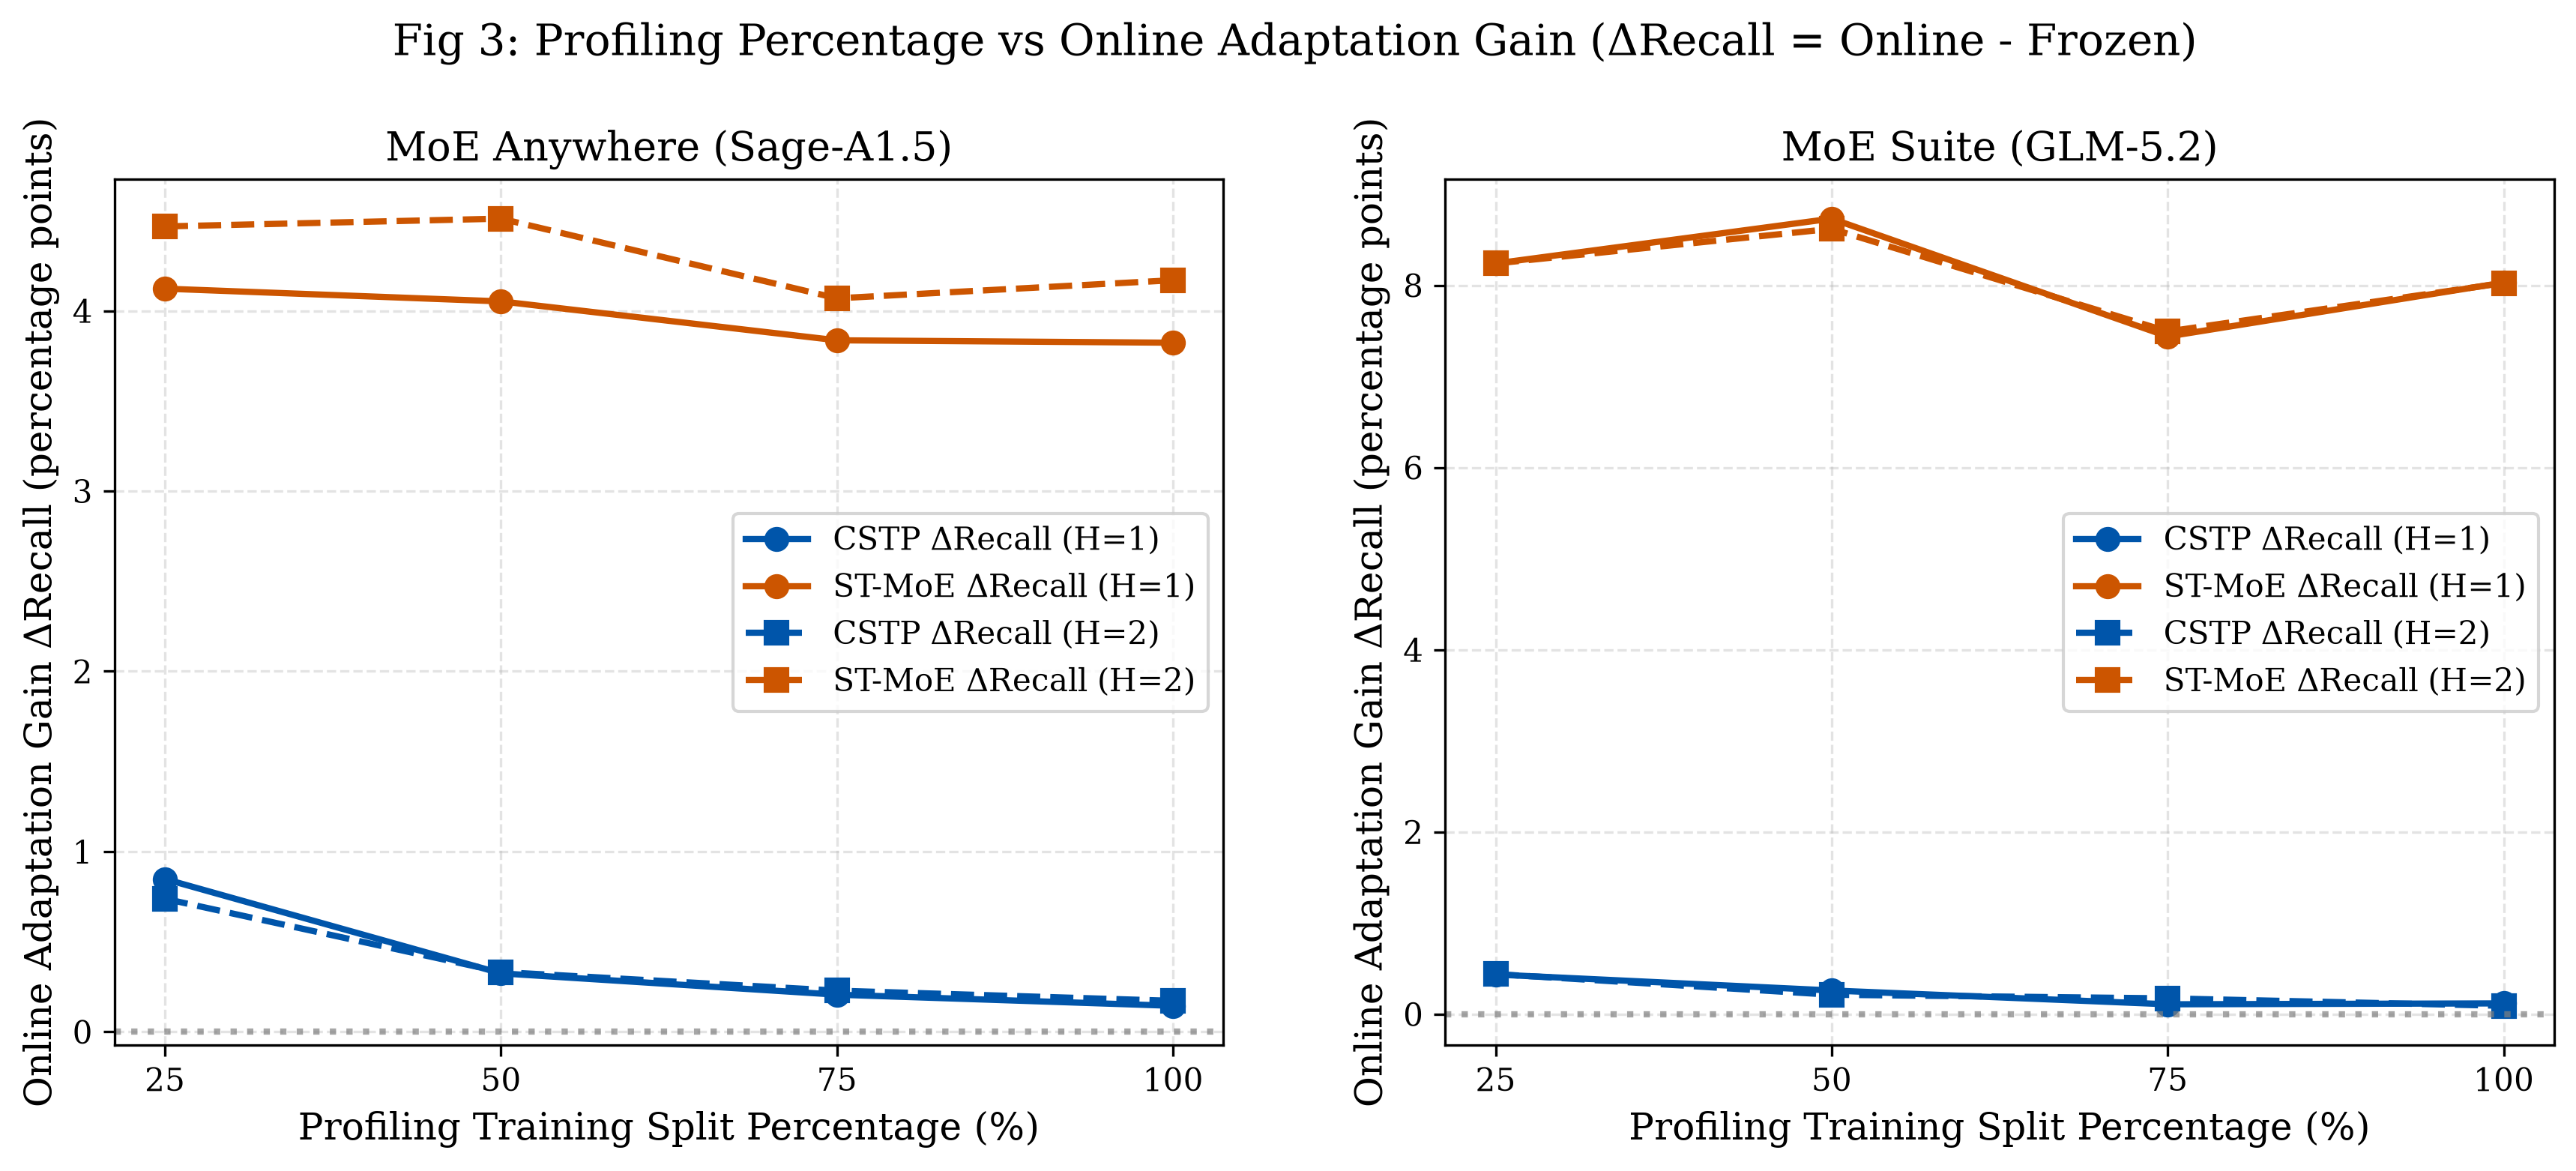 Fig 3: Profiling Percentage vs Online Adaptation Gain (ΔRecall = Online - Frozen)
MoE Anywhere (Sage-A1.5)
Online Adaptation Gain ΔRecall (percentage points)
4
3
2
1
0
CSTP ΔRecall (H=1)
ST-MoE ΔRecall (H=1)
CSTP ΔRecall (H=2)
ST-MoE ΔRecall (H=2)
25 50 75 100
Profiling Training Split Percentage (%)
MoE Suite (GLM-5.2)
Online Adaptation Gain ΔRecall (percentage points)
8
6
4
2
0
CSTP ΔRecall (H=1)
ST-MoE ΔRecall (H=1)
CSTP ΔRecall (H=2)
ST-MoE ΔRecall (H=2)
25 50 75 100
Profiling Training Split Percentage (%)